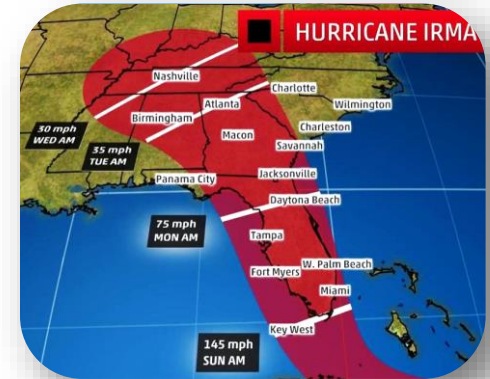 HURRICANE IRMA
Nashville
Charlotte
Atlanta
Wilmington
Birmingham
30 mph
WED AM
Charleston
Macon
35 mph
TUE AM
Savannah
Panama City
Jacksonville
Daytona Beach
75 mph
MON AM
Tampa
W. Palm Beach
Fort Myers
Miami
Key West
145 mph
SUN AM